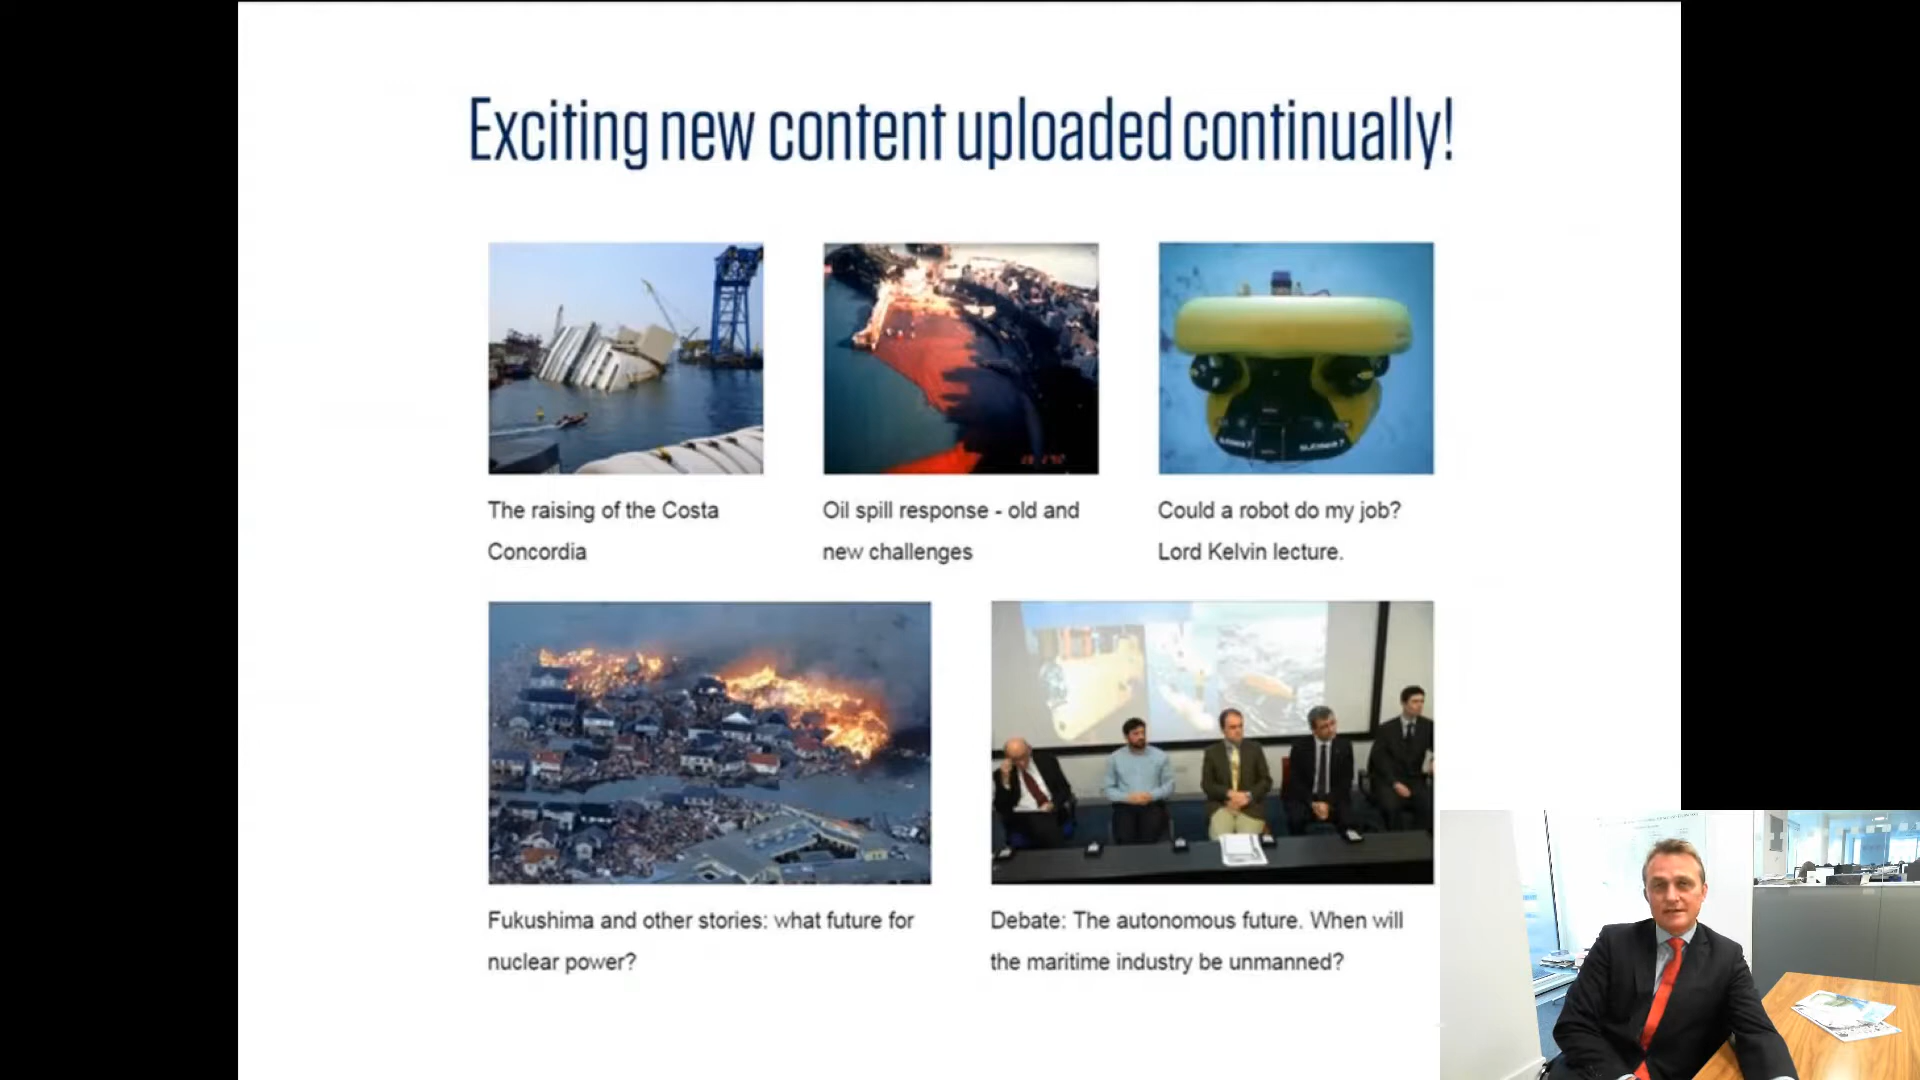 Exciting new content uploaded continually!
The raising of the Costa
Concordia
Oil spill response - old and
new challenges
Could a robot do my job?
Lord Kelvin lecture.
Fukushima and other stories: what future for
nuclear power?
Debate: The autonomous future. When will
the maritime industry be unmanned?